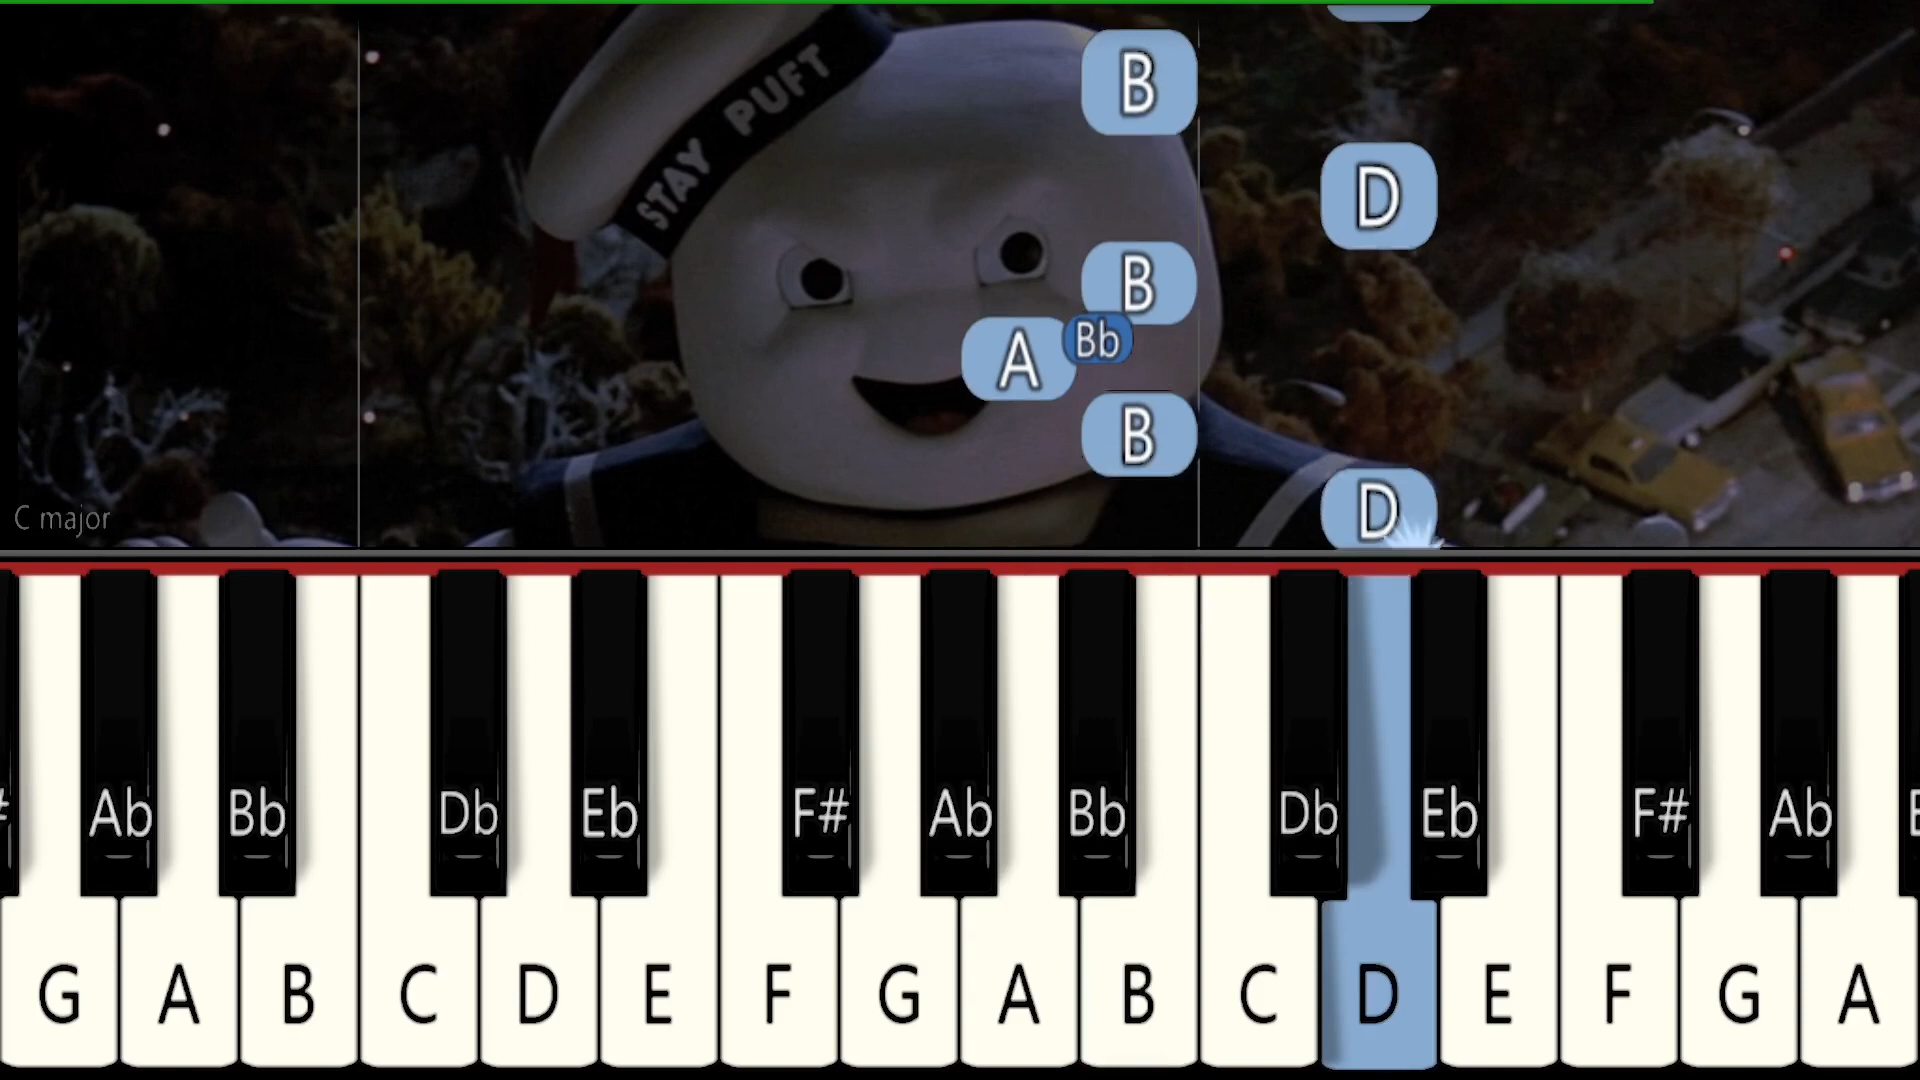 STAY PUFT
B
D
B
A Bb
B
D
C major
# Ab Bb Db Eb F# Ab Bb Db Eb F# Ab
G A B C D E F G A B C D E F G A